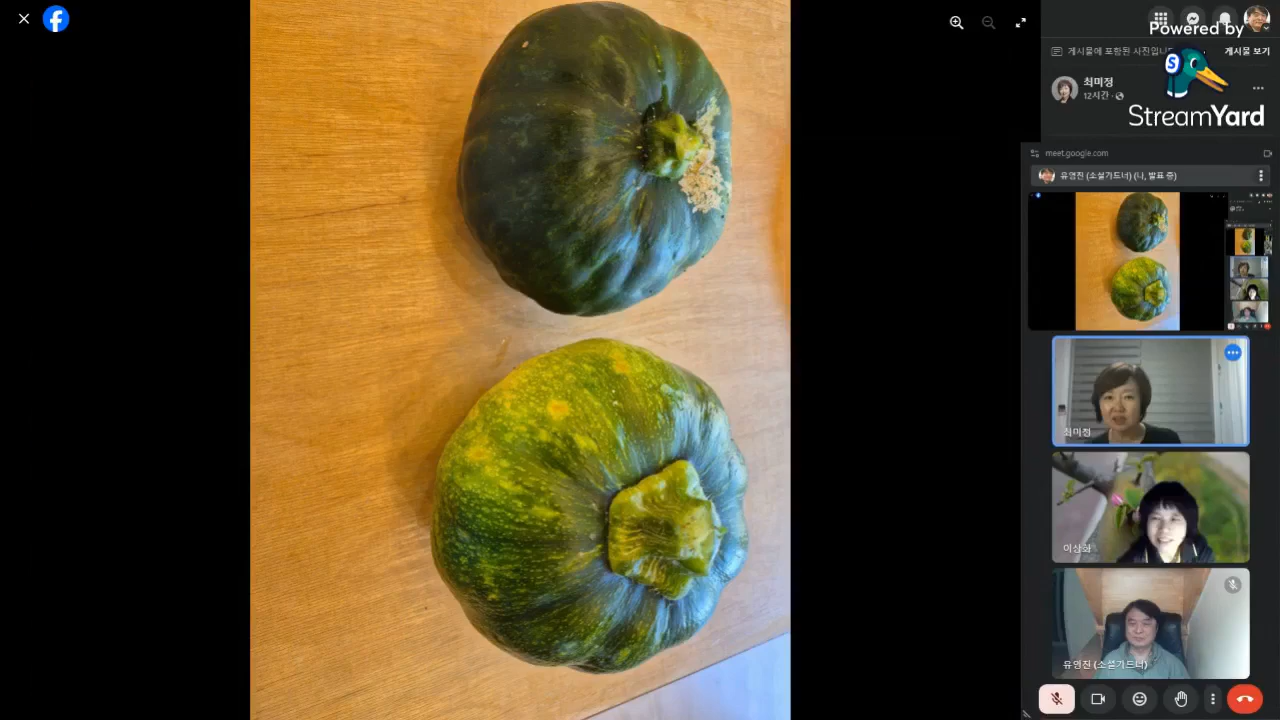 Powered by
게시물에 포함된 사진입니다.
게시물 보기
최미정
12시간 ·
StreamYard
meet.google.com
유영진 (소셜가드너) (나, 발표 중)
최미정
이상화
유영진 (소셜가드너)